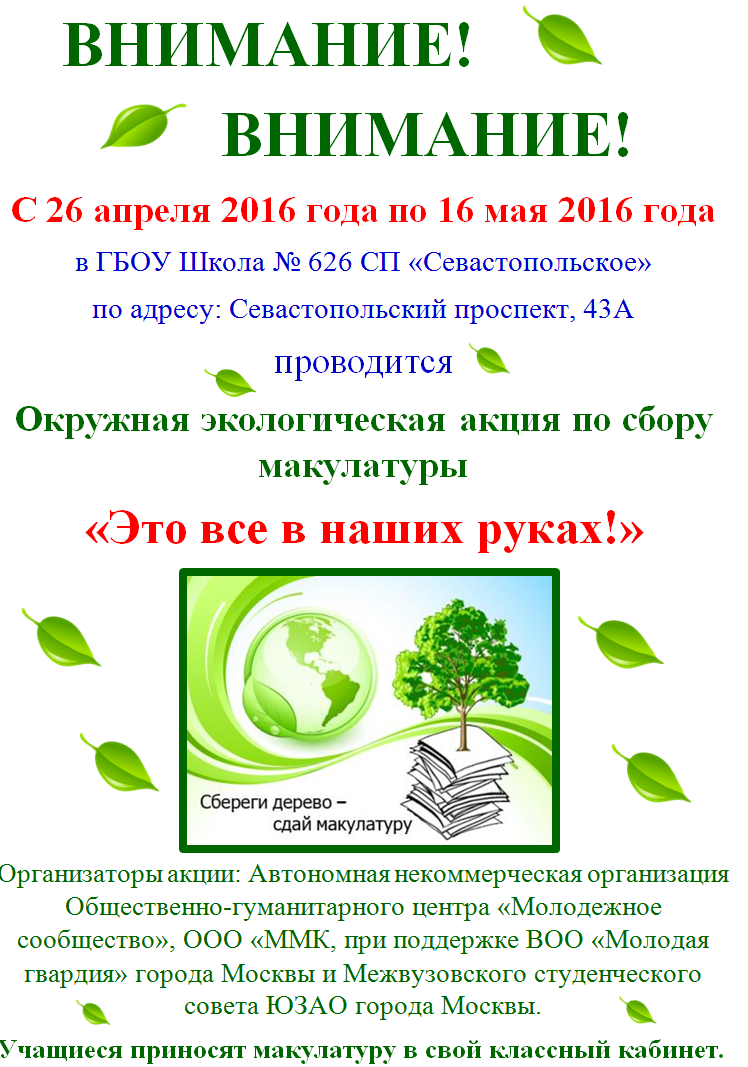 ВНИМАНИЕ!
ВНИМАНИЕ!
С 26 апреля 2016 года по 16 мая 2016 года
в ГБОУ Школа № 626 СП «Севастопольское»
по адресу: Севастопольский проспект, 43А
проводится
Окружная экологическая акция по сбору
макулатуры
«Это все в наших руках!»
Сбереги дерево –
сдай макулатуру
Организаторы акции: Автономная некоммерческая организация
Общественно-гуманитарного центра «Молодежное
сообщество», ООО «ММК, при поддержке ВОО «Молодая
гвардия» города Москвы и Межвузовского студенческого
совета ЮЗАО города Москвы.
Учащиеся приносят макулатуру в свой классный кабинет.